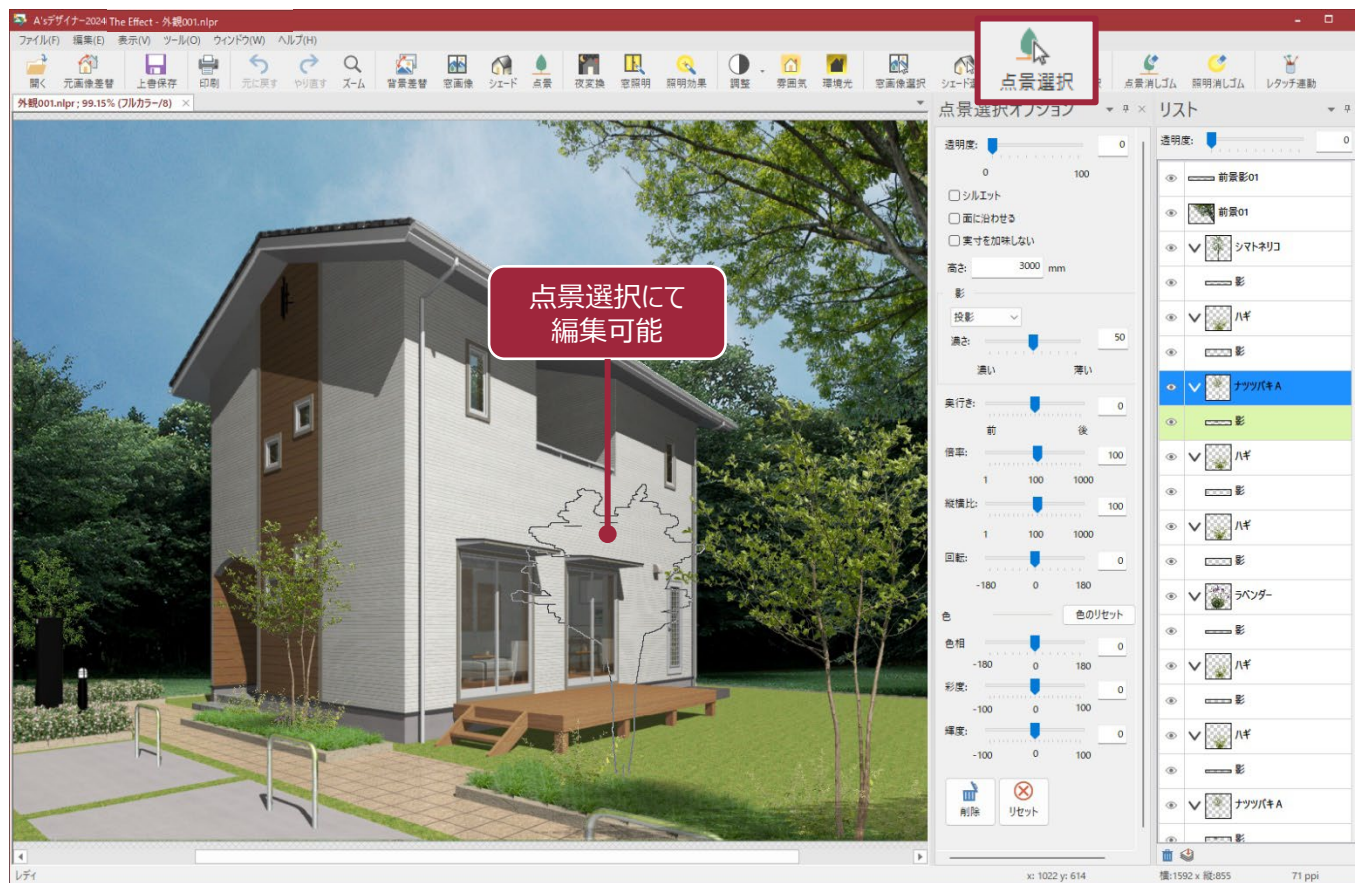 A'sデザイナー2024 The Effect - 外観001.nlpr
ファイル(F) 編集(E) 表示(V) ツール(O) ウィンドウ(W) ヘルプ(H)
開く 元画像差替 上書保存 印刷 元に戻す やり直す ズーム 背景差替 窓画像 シェード 点景 夜変換 窓照明 照明効果 調整 雰囲気 環境光 窓画像選択 点景選択 点景消しゴム 照明消しゴム レタッチ連動
外観001.nlpr ; 99.15% (フルカラー/8)
点景選択オプション
透明度: 0
0 100
シルエット
面に沿わせる
実寸を加味しない
高さ: 3000 mm
影
投影
濃さ: 50
濃い 薄い
奥行き: 0
前 後
倍率: 100
1 100 1000
縦横比: 100
1 100 1000
回転: 0
-180 0 180
色 色のリセット
色相 0
-180 0 180
彩度: 0
-100 0 100
輝度: 0
-100 0 100
削除 リセット
リスト
透明度: 0
前景影01
前景01
シマトネリコ
影
ハギ
影
ナツツバキ A
影
ハギ
影
ハギ
影
ラベンダー
影
ハギ
影
ハギ
影
ナツツバキ A
影
点景選択にて
編集可能
レディ
x: 1022 y: 614
横:1592 x 縦:855
71 ppi